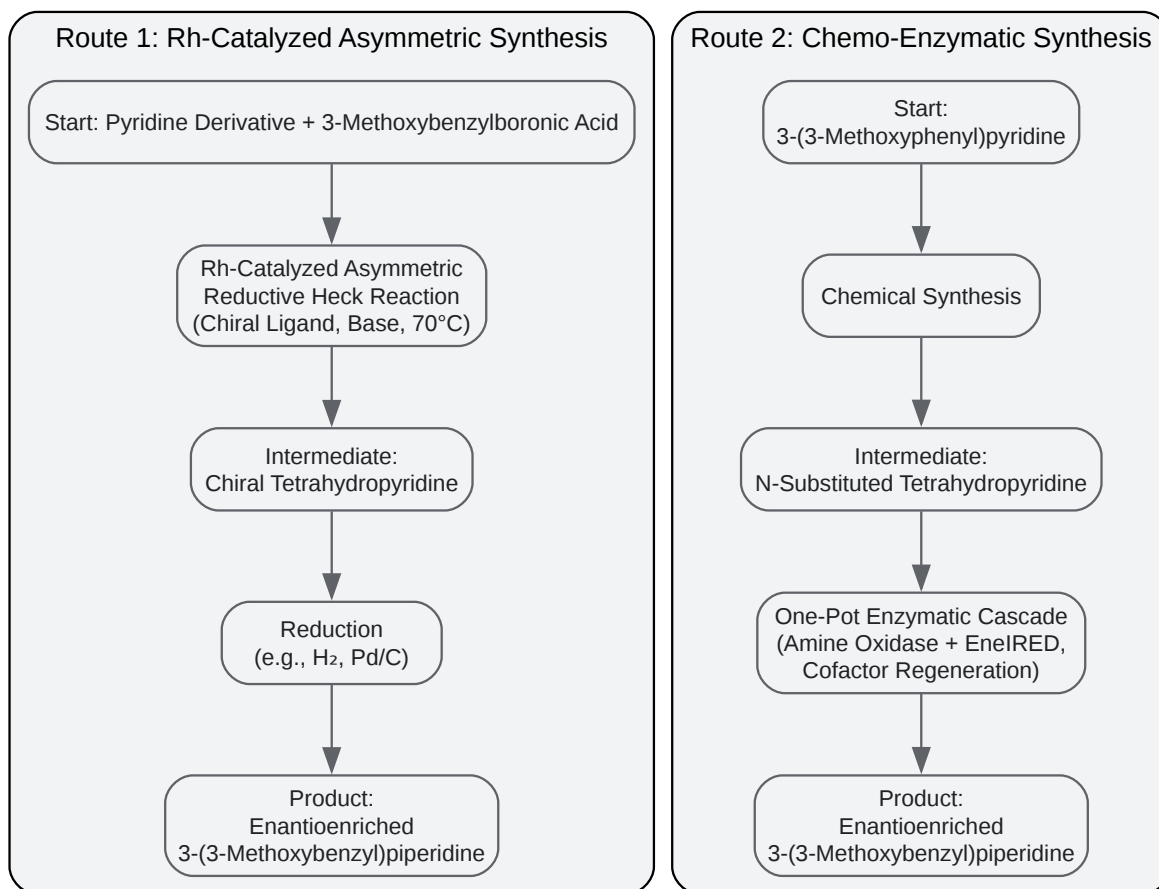 Route 1: Rh-Catalyzed Asymmetric Synthesis
Start: Pyridine Derivative + 3-Methoxybenzylboronic Acid
Rh-Catalyzed Asymmetric
Reductive Heck Reaction
(Chiral Ligand, Base, 70°C)
Intermediate:
Chiral Tetrahydropyridine
Reduction
(e.g., H₂, Pd/C)
Product:
Enantioenriched
3-(3-Methoxybenzyl)piperidine
Route 2: Chemo-Enzymatic Synthesis
Start:
3-(3-Methoxyphenyl)pyridine
Chemical Synthesis
Intermediate:
N-Substituted Tetrahydropyridine
One-Pot Enzymatic Cascade
(Amine Oxidase + EneIRED,
Cofactor Regeneration)
Product:
Enantioenriched
3-(3-Methoxybenzyl)piperidine